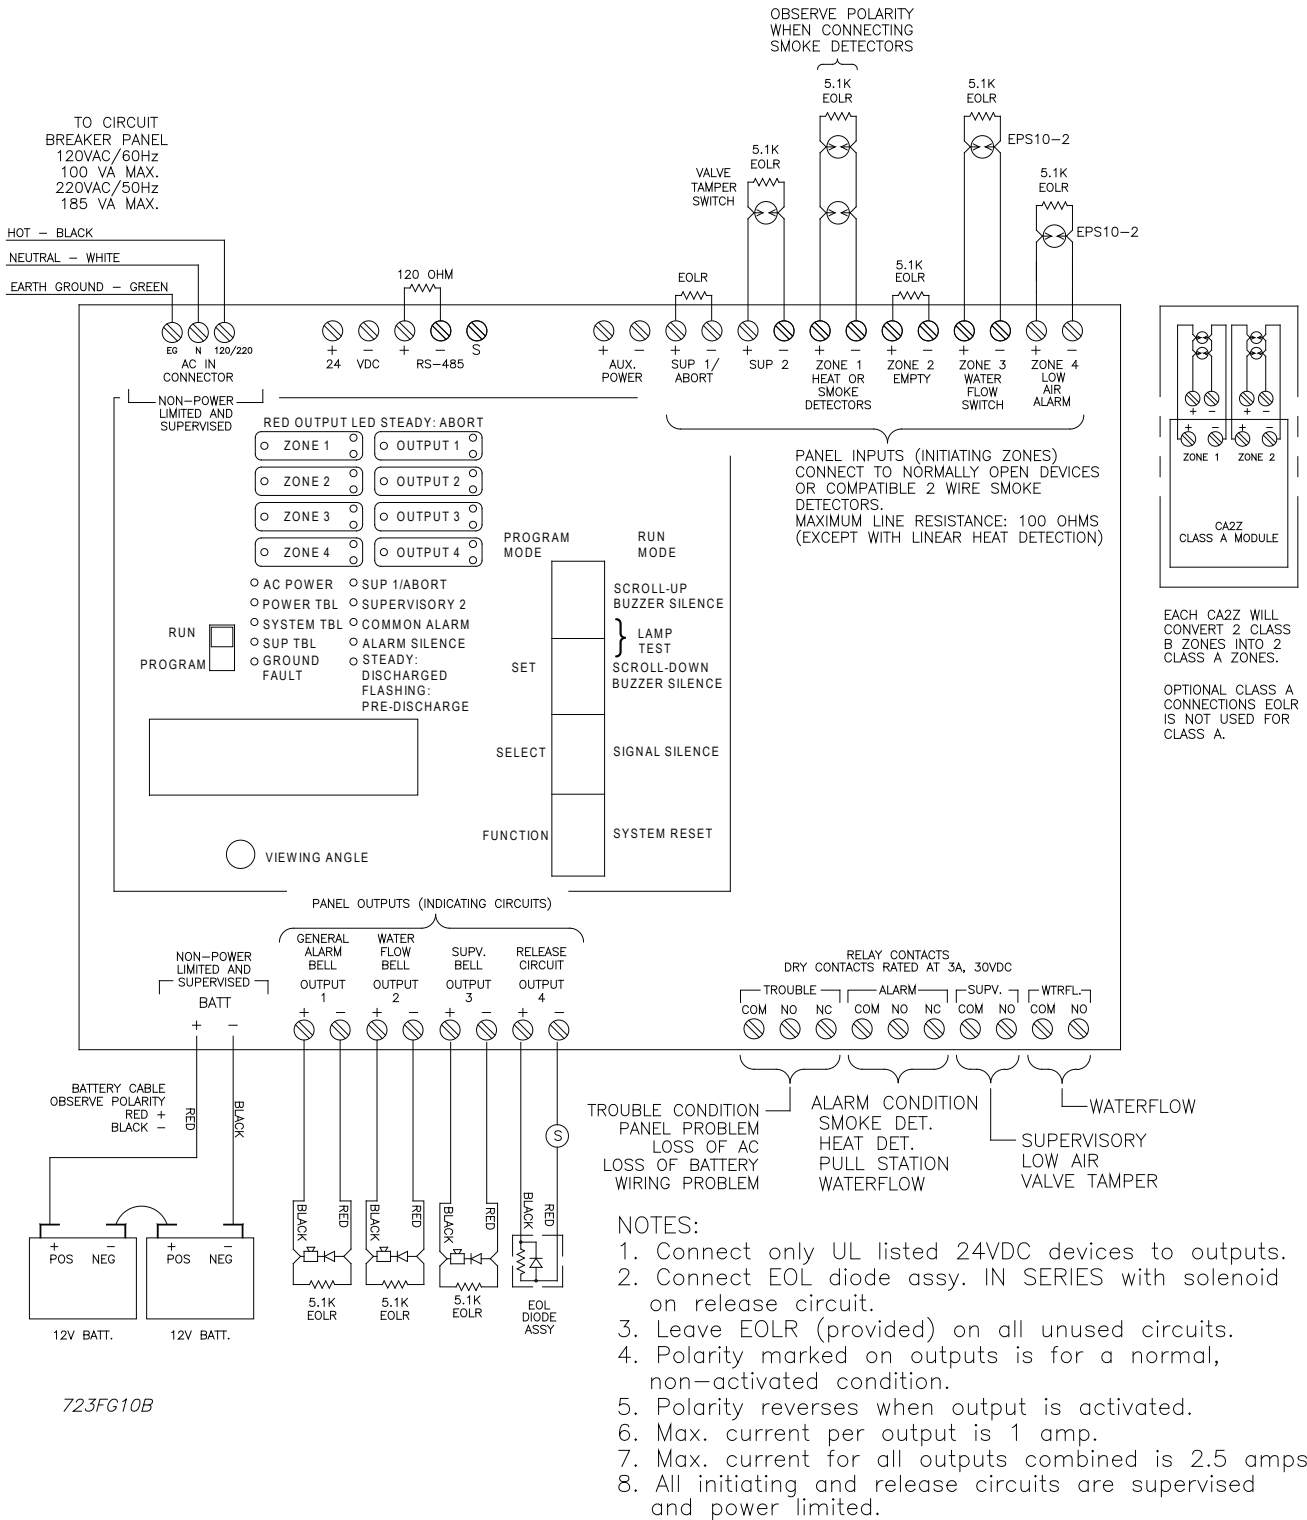 OBSERVE POLARITY
WHEN CONNECTING
SMOKE DETECTORS
5.1K
EOLR
5.1K
EOLR
EPS10-2
TO CIRCUIT
BREAKER PANEL
120VAC/60Hz
100 VA MAX.
220VAC/50Hz
185 VA MAX.
5.1K
EOLR
VALVE
TAMPER
SWITCH
5.1K
EOLR
EPS10-2
HOT - BLACK
NEUTRAL - WHITE
EARTH GROUND - GREEN
120 OHM
EOLR
5.1K
EOLR
EG N 120/220
AC IN
CONNECTOR
+ -
24 VDC
+ - S
RS-485
+ -
AUX.
POWER
+ -
SUP 1/
ABORT
+ -
SUP 2
+ -
ZONE 1
HEAT OR
SMOKE
DETECTORS
+ -
ZONE 2
EMPTY
+ -
ZONE 3
WATER
FLOW
SWITCH
+ -
ZONE 4
LOW
AIR
ALARM
NON-POWER
LIMITED AND
SUPERVISED
RED OUTPUT LED STEADY: ABORT
ZONE 1 OUTPUT 1
ZONE 2 OUTPUT 2
ZONE 3 OUTPUT 3
ZONE 4 OUTPUT 4
AC POWER SUP 1/ABORT
POWER TBL SUPERVISORY 2
SYSTEM TBL COMMON ALARM
SUP TBL ALARM SILENCE
GROUND
FAULT
STEADY:
DISCHARGED
FLASHING:
PRE-DISCHARGE
RUN
PROGRAM
PROGRAM
MODE
RUN
MODE
SCROLL-UP
BUZZER SILENCE
} LAMP
TEST
SET
SCROLL-DOWN
BUZZER SILENCE
SELECT SIGNAL SILENCE
FUNCTION SYSTEM RESET
VIEWING ANGLE
PANEL INPUTS (INITIATING ZONES)
CONNECT TO NORMALLY OPEN DEVICES
OR COMPATIBLE 2 WIRE SMOKE
DETECTORS.
MAXIMUM LINE RESISTANCE: 100 OHMS
(EXCEPT WITH LINEAR HEAT DETECTION)
+ - + -
+ - + -
ZONE 1 ZONE 2
CA2Z
CLASS A MODULE
EACH CA2Z WILL
CONVERT 2 CLASS
B ZONES INTO 2
CLASS A ZONES.
OPTIONAL CLASS A
CONNECTIONS EOLR
IS NOT USED FOR
CLASS A.
PANEL OUTPUTS (INDICATING CIRCUITS)
NON-POWER
LIMITED AND
SUPERVISED
BATT
+ -
GENERAL
ALARM
BELL
OUTPUT
1
+ -
WATER
FLOW
BELL
OUTPUT
2
+ -
SUPV.
BELL
OUTPUT
3
+ -
RELEASE
CIRCUIT
OUTPUT
4
+ -
RELAY CONTACTS
DRY CONTACTS RATED AT 3A, 30VDC
TROUBLE ALARM SUPV. WTRFL.
COM NO NC COM NO NC COM NO COM NO
BATTERY CABLE
OBSERVE POLARITY
RED +
BLACK -
RED
BLACK
S
BLACK RED
BLACK RED
BLACK RED
BLACK RED
TROUBLE CONDITION
PANEL PROBLEM
LOSS OF AC
LOSS OF BATTERY
WIRING PROBLEM
ALARM CONDITION
SMOKE DET.
HEAT DET.
PULL STATION
WATERFLOW
SUPERVISORY
LOW AIR
VALVE TAMPER
WATERFLOW
+ -
POS NEG
12V BATT.
+ -
POS NEG
12V BATT.
5.1K
EOLR
5.1K
EOLR
5.1K
EOLR
EOL
DIODE
ASSY
723FG10B
NOTES:
1. Connect only UL listed 24VDC devices to outputs.
2. Connect EOL diode assy. IN SERIES with solenoid
on release circuit.
3. Leave EOLR (provided) on all unused circuits.
4. Polarity marked on outputs is for a normal,
non-activated condition.
5. Polarity reverses when output is activated.
6. Max. current per output is 1 amp.
7. Max. current for all outputs combined is 2.5 amps
8. All initiating and release circuits are supervised
and power limited.